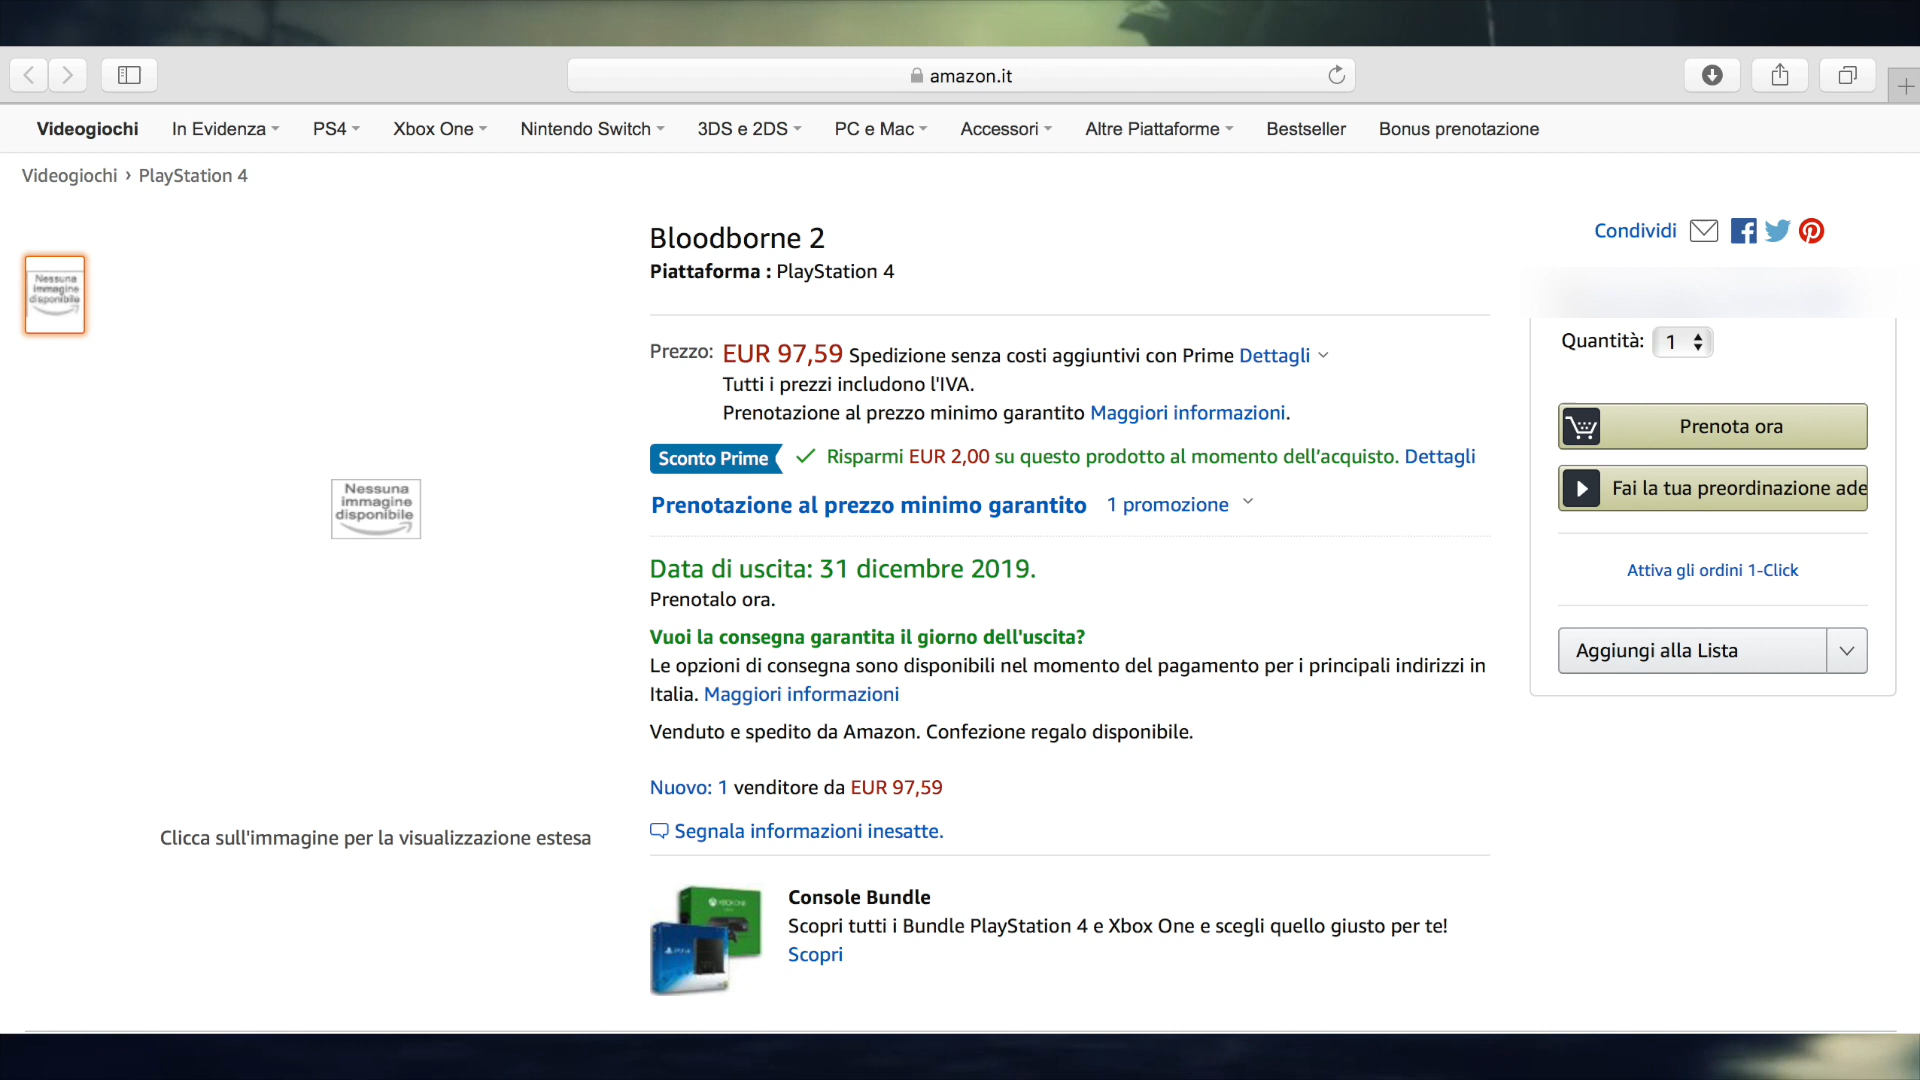 amazon.it
Videogiochi In Evidenza PS4 Xbox One Nintendo Switch 3DS e 2DS PC e Mac Accessori Altre Piattaforme Bestseller Bonus prenotazione
Videogiochi › PlayStation 4
Nessuna
immagine
disponibile
Nessuna
immagine
disponibile
Clicca sull'immagine per la visualizzazione estesa
Bloodborne 2
Piattaforma : PlayStation 4
Prezzo: EUR 97,59 Spedizione senza costi aggiuntivi con Prime Dettagli
Tutti i prezzi includono l'IVA.
Prenotazione al prezzo minimo garantito Maggiori informazioni.
Sconto Prime ✓ Risparmi EUR 2,00 su questo prodotto al momento dell'acquisto. Dettagli
Prenotazione al prezzo minimo garantito 1 promozione
Data di uscita: 31 dicembre 2019.
Prenotalo ora.
Vuoi la consegna garantita il giorno dell'uscita?
Le opzioni di consegna sono disponibili nel momento del pagamento per i principali indirizzi in
Italia. Maggiori informazioni
Venduto e spedito da Amazon. Confezione regalo disponibile.
Nuovo: 1 venditore da EUR 97,59
Segnala informazioni inesatte.
XBOX ONE
PS4
Console Bundle
Scopri tutti i Bundle PlayStation 4 e Xbox One e scegli quello giusto per te!
Scopri
Condividi
Quantità: 1
Prenota ora
Fai la tua preordinazione ade
Attiva gli ordini 1-Click
Aggiungi alla Lista